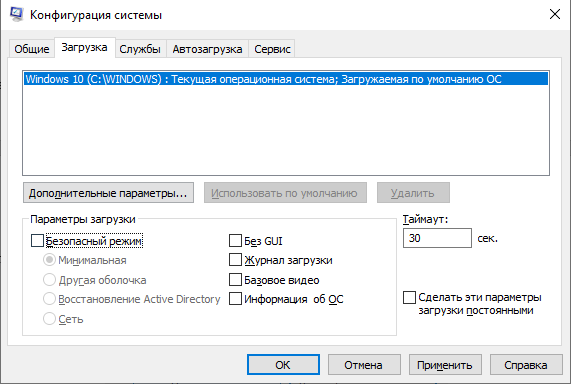 Конфигурация системы
Общие Загрузка Службы Автозагрузка Сервис
Windows 10 (C:\WINDOWS) : Текущая операционная система; Загружаемая по умолчанию ОС
Дополнительные параметры... Использовать по умолчанию Удалить
Параметры загрузки Таймаут:
Безопасный режим Без GUI 30 сек.
Минимальная Журнал загрузки
Другая оболочка Базовое видео
Восстановление Active Directory Информация об ОС Сделать эти параметры
загрузки постоянными
Сеть
ОК Отмена Применить Справка